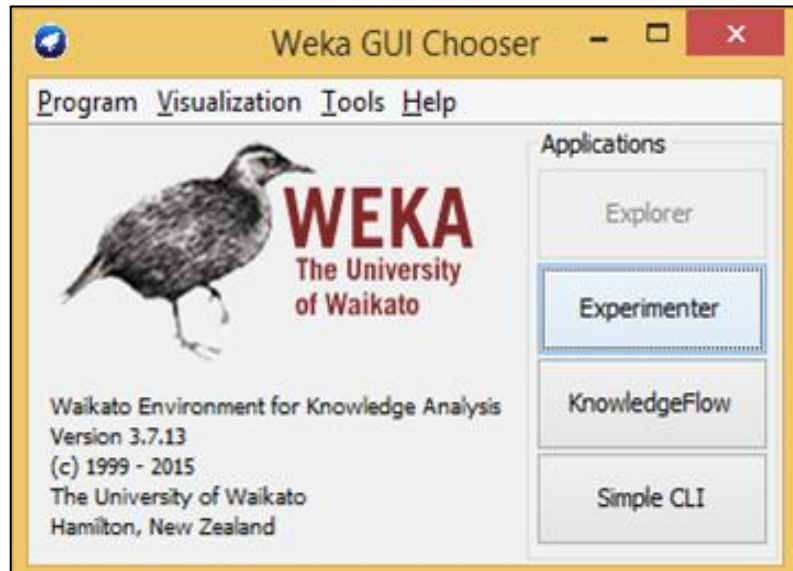 Weka GUI Chooser
Program Visualization Tools Help
WEKA
The University
of Waikato
Waikato Environment for Knowledge Analysis
Version 3.7.13
(c) 1999 - 2015
The University of Waikato
Hamilton, New Zealand
Applications
Explorer
Experimenter
KnowledgeFlow
Simple CLI